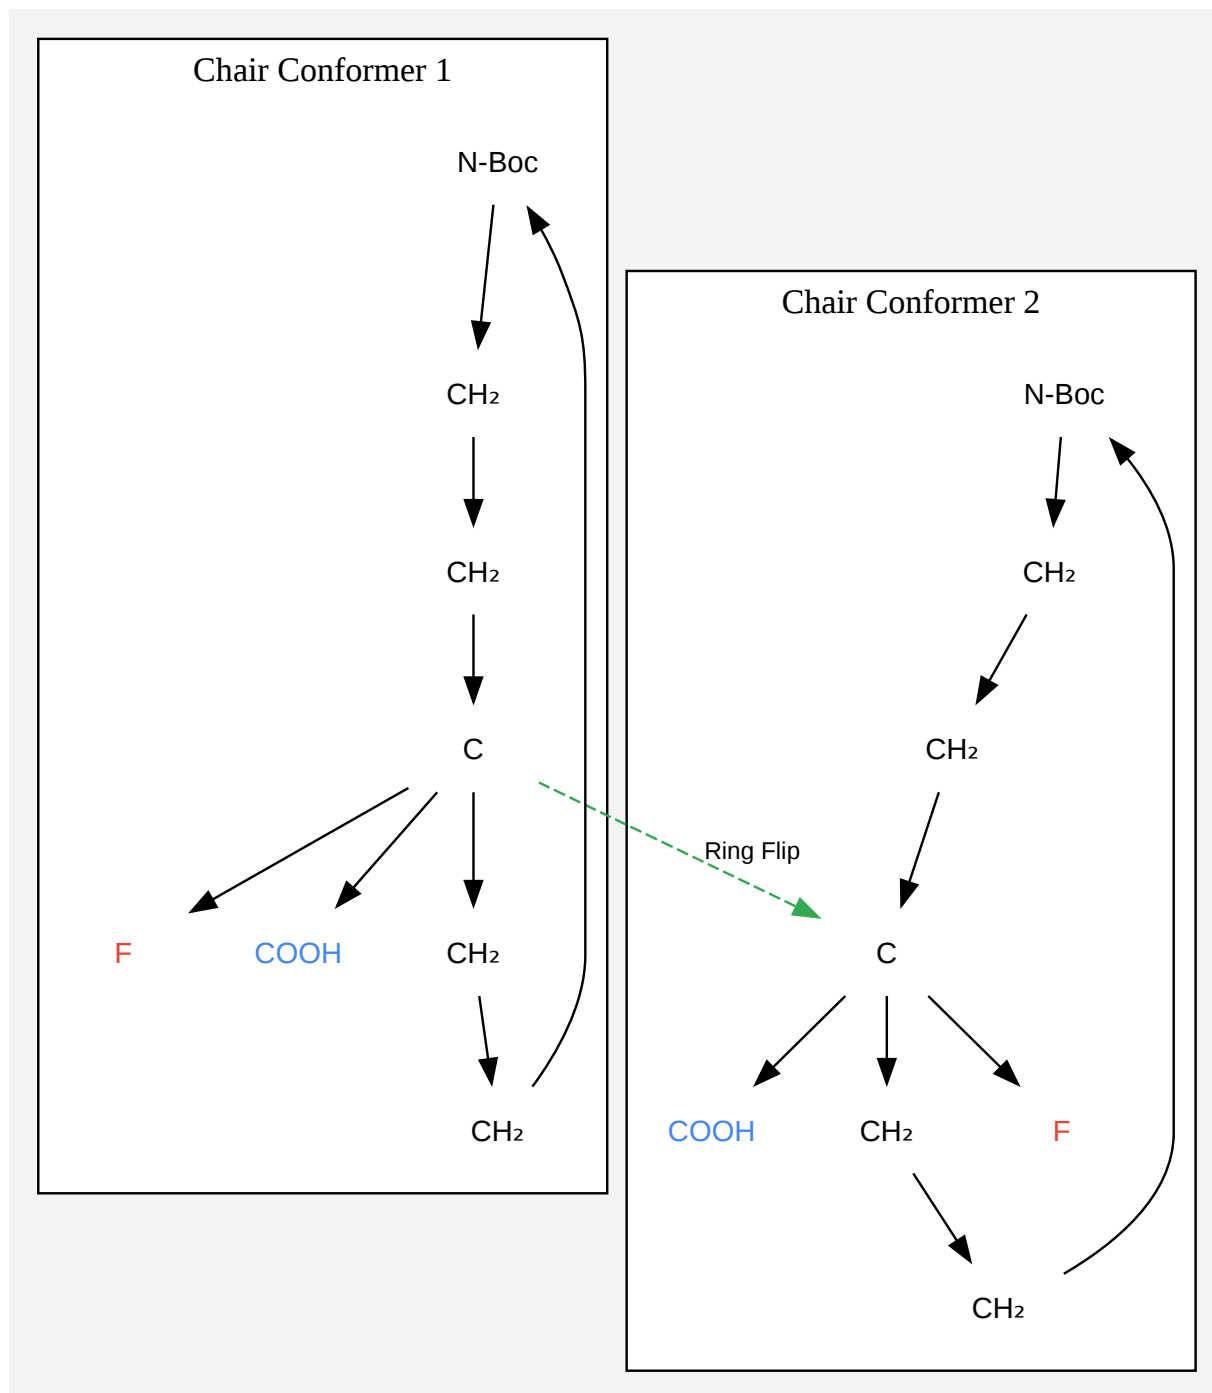 Chair Conformer 1
N-Boc
CH₂
CH₂
C
F
COOH
CH₂
CH₂
Ring Flip
Chair Conformer 2
N-Boc
CH₂
CH₂
C
COOH
CH₂
F
CH₂